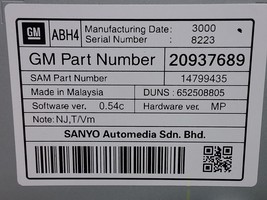 GM ABH4 Manufacturing Date: 3000
Serial Number : 8223
GM Part Number 20937689
SAM Part Number 14799435
Made in Malaysia DUNS : 652508805
Software ver. 0.54c Hardware ver. MP
Note: NJ,T/Vm
SANYO Automedia Sdn. Bhd.